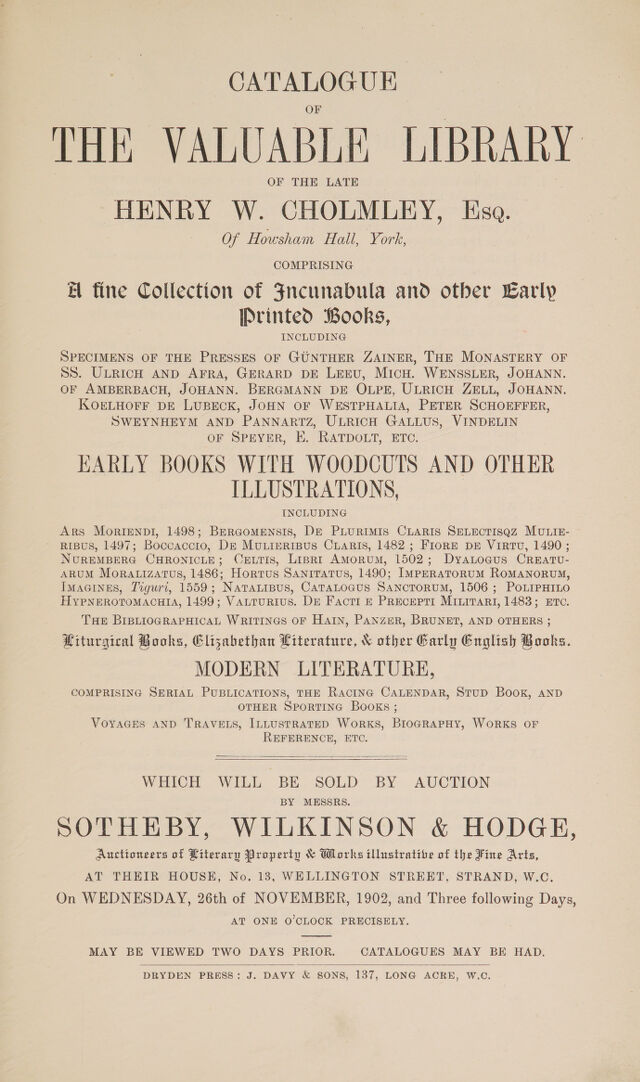 CATALOGUE
OF
THE VALUABLE LIBRARY
OF THE LATE
HENRY W. CHOLMLEY, Esq.
Of Howsham Hall, York,
COMPRISING
A fine Collection of Incunabula and other Early
Printed Books,
INCLUDING
Specimens of the Presses of Günther Zainer, The Monastery of
SS. Ulrich and Afra, Gerard de Leeu, Mich. Wenssler, Johann.
of Amberbach, Johann. Bergmann de Olpe, Ulrich Zell, Johann.
Koelhoff de Lubeck, John of Westphalia, Peter Schoeffer,
Sweynheym and Pannartz, Ulrich Gallus, Vindelin
of Speyer, E. Ratdolt, etc.
EARLY BOOKS WITH WOODCUTS AND OTHER
ILLUSTRATIONS,
INCLUDING
Ars Moriendi, 1498; Bergomensis, De Plurimis Claris Selectisqz Mulie-
ribus, 1497; Boccaccio, De Mulieribus Claris, 1482; Fiore de Virtu, 1490;
Nuremberg Chronicle; Celtis, Libri Amorum, 1502; Dyalogus Creatu-
arum Moralizatus, 1486; Hortus Sanitatus, 1490; Imperatorum Romanorum,
Imagines, Tiguri, 1559; Natalibus, Catalogus Sanctorum, 1506; Poliphilo
Hypnerotomachia, 1499; Valturius. De Facti e Precepti Militari, 1483; etc.
The Bibliographical Writings of Hain, Panzer, Brunet, and others;
Liturgical Books, Elizabethan Literature, & other Early English Books.
MODERN LITERATURE,
comprising Serial Publications, the Racing Calendar, Stud Book, and
other Sporting Books;
Voyages and Travels, Illustrated Works, Biography, Works of
Reference, etc.
WHICH WILL BE SOLD BY AUCTION
BY MESSRS.
SOTHEBY, WILKINSON & HODGE,
Auctioneers of Literary Property & Works illustrative of the Fine Arts,
AT THEIR HOUSE, No. 13, WELLINGTON STREET, STRAND, W.C.
On WEDNESDAY, 26th of NOVEMBER, 1902, and Three following Days,
AT ONE O'CLOCK PRECISELY.
MAY BE VIEWED TWO DAYS PRIOR. CATALOGUES MAY BE HAD.
DRYDEN PRESS: J. DAVY & SONS, 137, LONG ACRE, W.C.